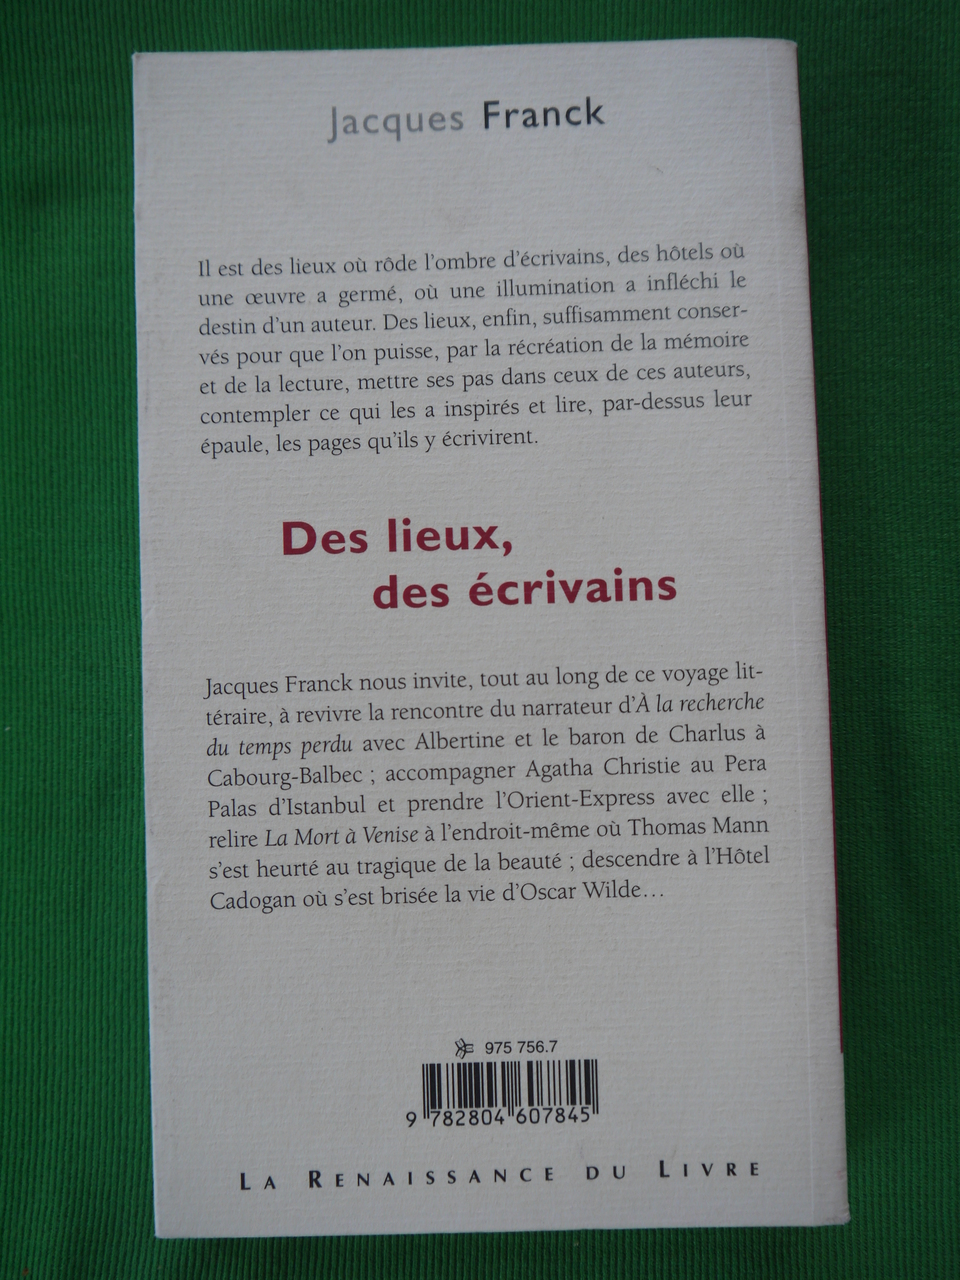 Jacques Franck
Il est des lieux où rôde l'ombre d'écrivains, des hôtels où
une œuvre a germé, où une illumination a infléchi le
destin d'un auteur. Des lieux, enfin, suffisamment conser-
vés pour que l'on puisse, par la récréation de la mémoire
et de la lecture, mettre ses pas dans ceux de ces auteurs,
contempler ce qui les a inspirés et lire, par-dessus leur
épaule, les pages qu'ils y écrivirent.
Des lieux,
des écrivains
Jacques Franck nous invite, tout au long de ce voyage lit-
téraire, à revivre la rencontre du narrateur d'À la recherche
du temps perdu avec Albertine et le baron de Charlus à
Cabourg-Balbec ; accompagner Agatha Christie au Pera
Palas d'Istanbul et prendre l'Orient-Express avec elle ;
relire La Mort à Venise à l'endroit-même où Thomas Mann
s'est heurté au tragique de la beauté ; descendre à l'Hôtel
Cadogan où s'est brisée la vie d'Oscar Wilde…
975 756.7
9 782804 607845
La Renaissance du Livre